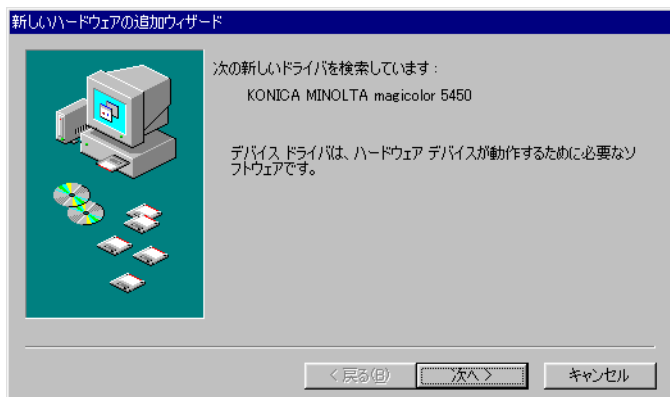 新しいハードウェアの追加ウィザード
次の新しいドライバを検索しています :
KONICA MINOLTA magicolor 5450
デバイス ドライバは、ハードウェア デバイスが動作するために必要なソ
フトウェアです。
< 戻る(B)
次へ >
キャンセル